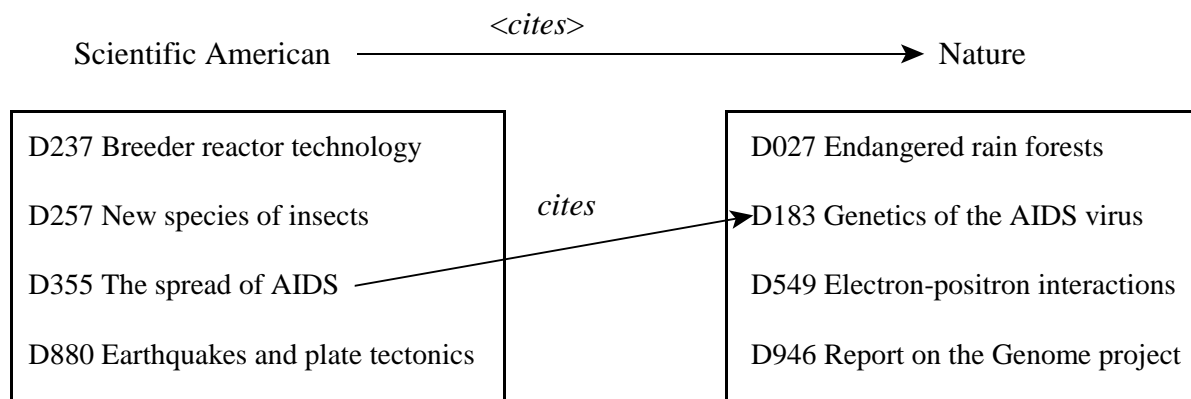 <cites>
Scientific American
Nature
D237 Breeder reactor technology
D257 New species of insects
D355 The spread of AIDS
D880 Earthquakes and plate tectonics
cites
D027 Endangered rain forests
D183 Genetics of the AIDS virus
D549 Electron-positron interactions
D946 Report on the Genome project